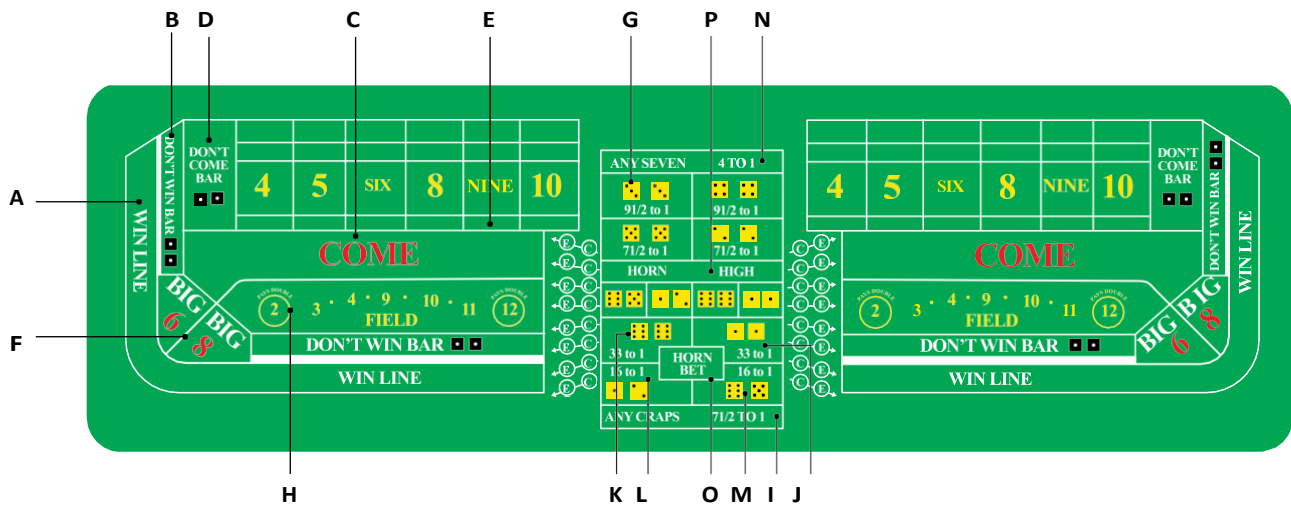 B D C E G P N
A
F
DON'T WIN BAR
DON'T
COME
BAR
4 5 SIX 8 NINE 10
WIN LINE
COME
BIG 6
BIG 8
PAYS DOUBLE
2 3 · 4 · 9 · 10 · 11 12
PAYS DOUBLE
FIELD
DON'T WIN BAR
WIN LINE
E C
E C
E C
E C
E C
E C
E C
E C
ANY SEVEN 4 TO 1
91/2 to 1 91/2 to 1
71/2 to 1 71/2 to 1
HORN HIGH
33 to 1 33 to 1
HORN
BET
16 to 1 16 to 1
ANY CRAPS 71/2 TO 1
C E
C E
C E
C E
C E
C E
C E
C E
4 5 SIX 8 NINE 10
DON'T
COME
BAR
DON'T WIN BAR
WIN LINE
COME
PAYS DOUBLE
2 3 · 4 · 9 · 10 · 11 12
PAYS DOUBLE
FIELD
BIG 6
BIG 8
DON'T WIN BAR
WIN LINE
H K L O M I J